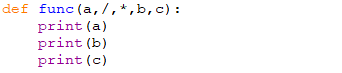 def func(a,/,*,b,c):
    print(a)
    print(b)
    print(c)